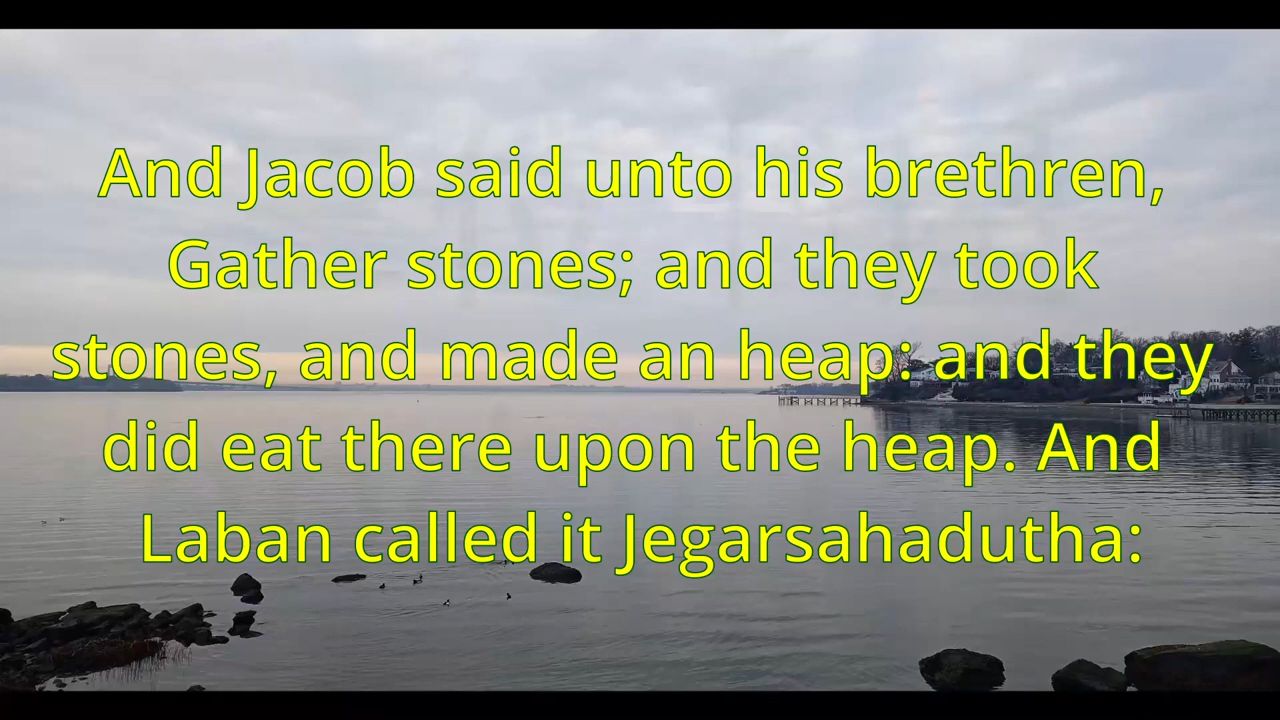 And Jacob said unto his brethren,
Gather stones; and they took
stones, and made an heap: and they
did eat there upon the heap. And
Laban called it Jegarsahadutha: